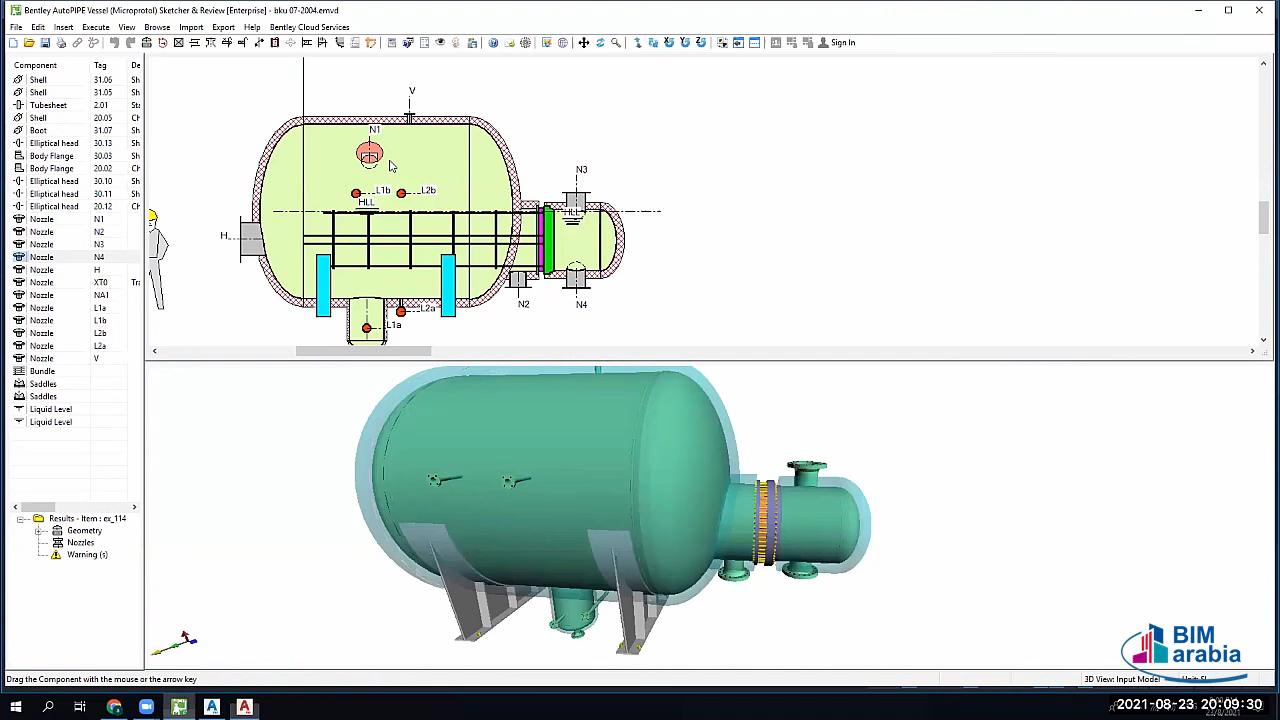 Bentley AutoPIPE Vessel (Microprotol) Sketcher & Review [Enterprise] - bku 07-2004.emvd
File Edit Insert Execute View Browse Import Export Help Bentley Cloud Services
Sign In
Component Tag De
Shell 31.06 Sh
Shell 31.05 Sh
Tubesheet 2.01 Sta
Shell 20.05 Ch
Boot 31.07 Sh
Elliptical head 30.13 Sh
Body Flange 30.03 Sh
Body Flange 20.02 Ch
Elliptical head 30.10 Sh
Elliptical head 30.11 Sh
Elliptical head 20.12 Ch
Nozzle N1
Nozzle N2
Nozzle N3
Nozzle N4
Nozzle H
Nozzle XT0 Tra
Nozzle NA1
Nozzle L1a
Nozzle L1b
Nozzle L2b
Nozzle L2a
Nozzle V
Bundle
Saddles
Saddles
Liquid Level
Liquid Level
Results - Item : ex_114
Geometry
Nozzles
Warning (s)
V
N1
N3
L1b L2b
HLL
HLL
H
N2
N4
L2a
L1a
BIM
arabia
Drag the Component with the mouse or the arrow key
3D View: Input Model
2021-08-23 20:09:30